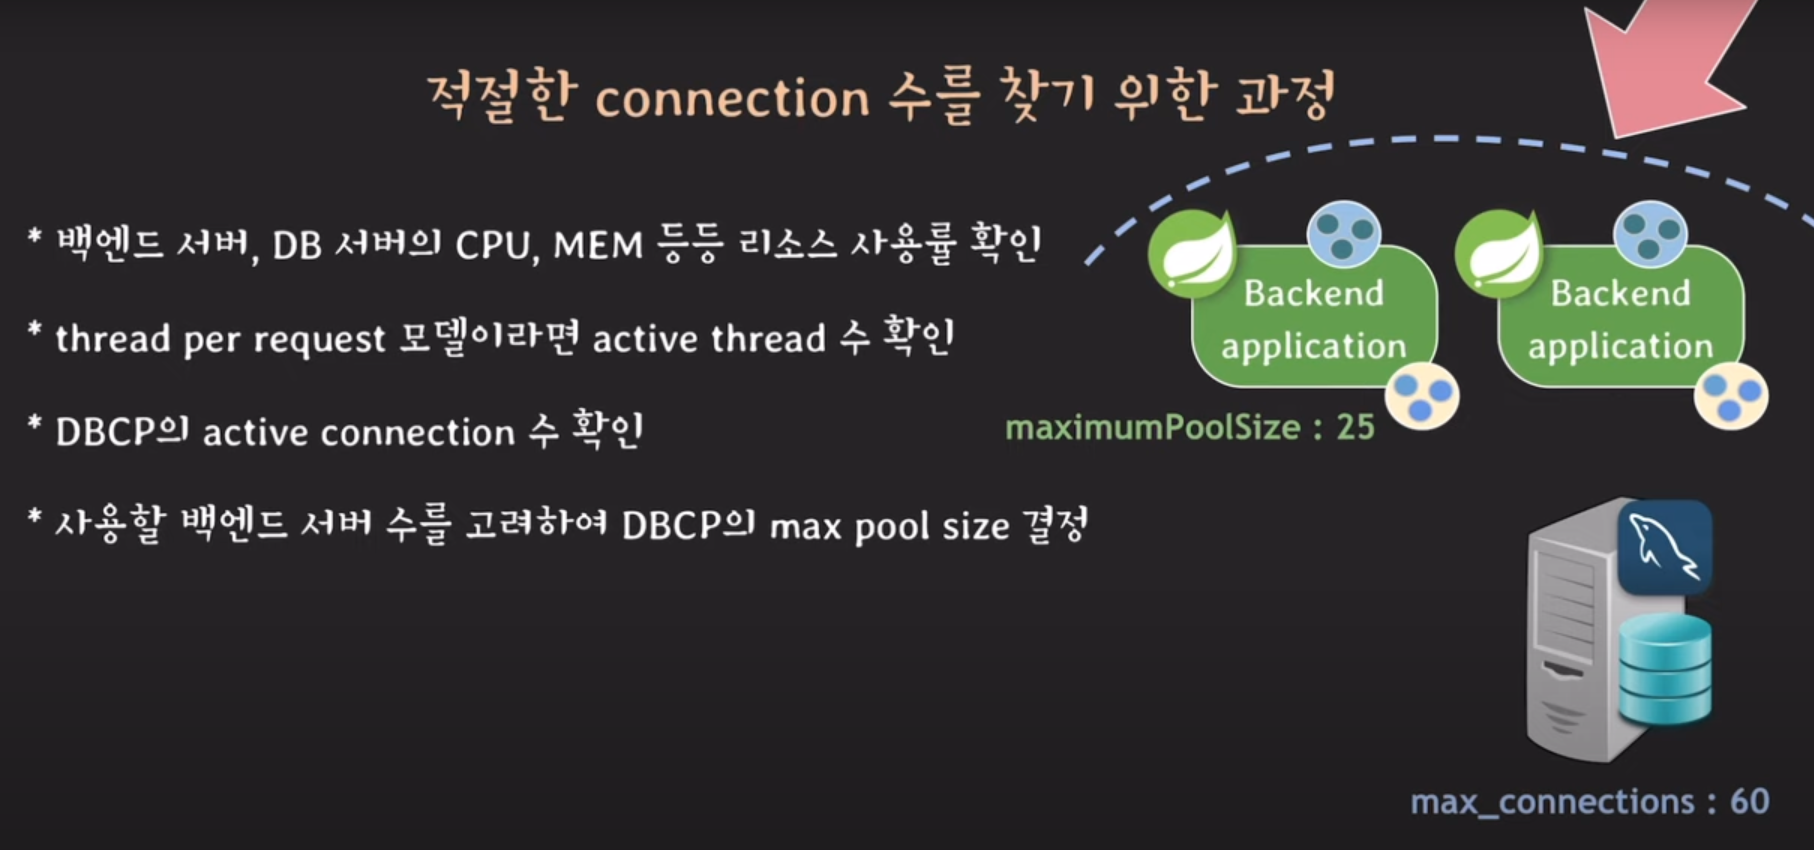 적절한 connection 수를 찾기 위한 과정
* 백엔드 서버, DB 서버의 CPU, MEM 등등 리소스 사용률 확인
* thread per request 모델이라면 active thread 수 확인
* DBCP의 active connection 수 확인
* 사용할 백엔드 서버 수를 고려하여 DBCP의 max pool size 결정
Backend
application
Backend
application
maximumPoolSize : 25
max_connections : 60